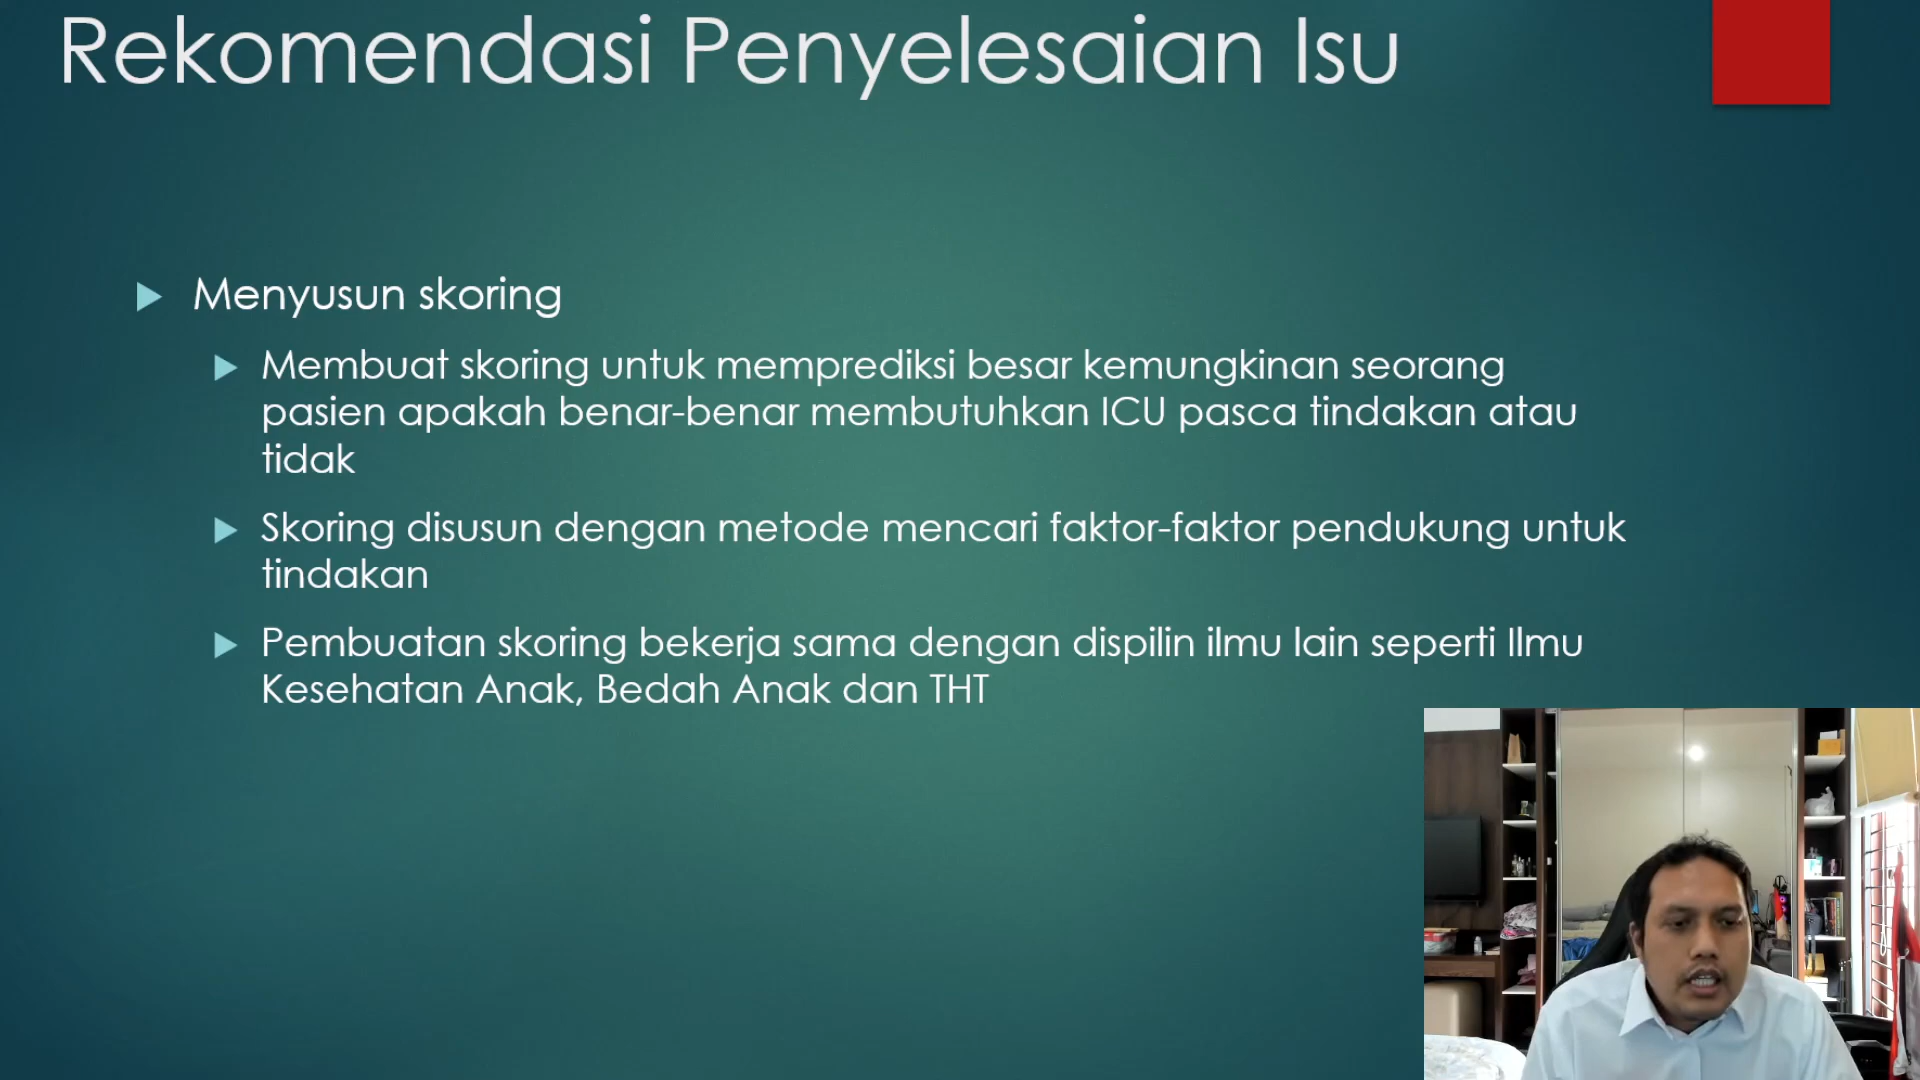 Rekomendasi Penyelesaian Isu
Menyusun skoring
Membuat skoring untuk memprediksi besar kemungkinan seorang
pasien apakah benar-benar membutuhkan ICU pasca tindakan atau
tidak
Skoring disusun dengan metode mencari faktor-faktor pendukung untuk
tindakan
Pembuatan skoring bekerja sama dengan dispilin ilmu lain seperti Ilmu
Kesehatan Anak, Bedah Anak dan THT